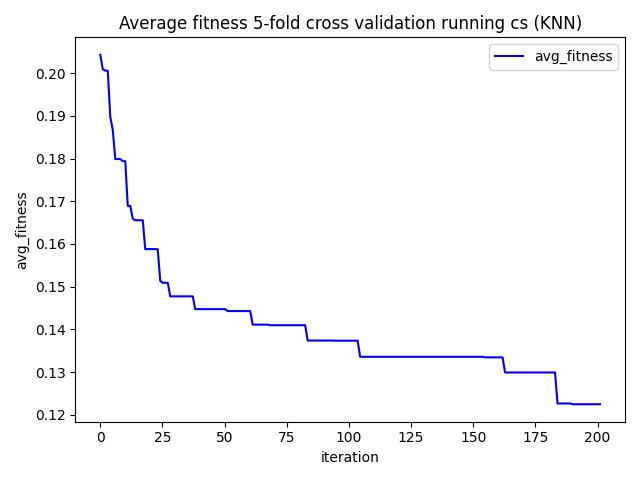 Average fitness 5-fold cross validation running cs (KNN)
avg_fitness
avg_fitness
0.20
0.19
0.18
0.17
0.16
0.15
0.14
0.13
0.12
0 25 50 75 100 125 150 175 200
iteration